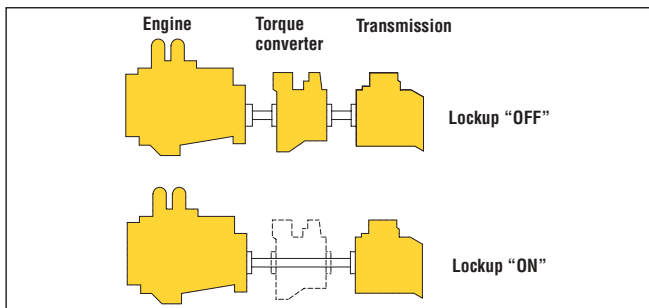 Engine
Torque
converter
Transmission
Lockup “OFF”
Lockup “ON”